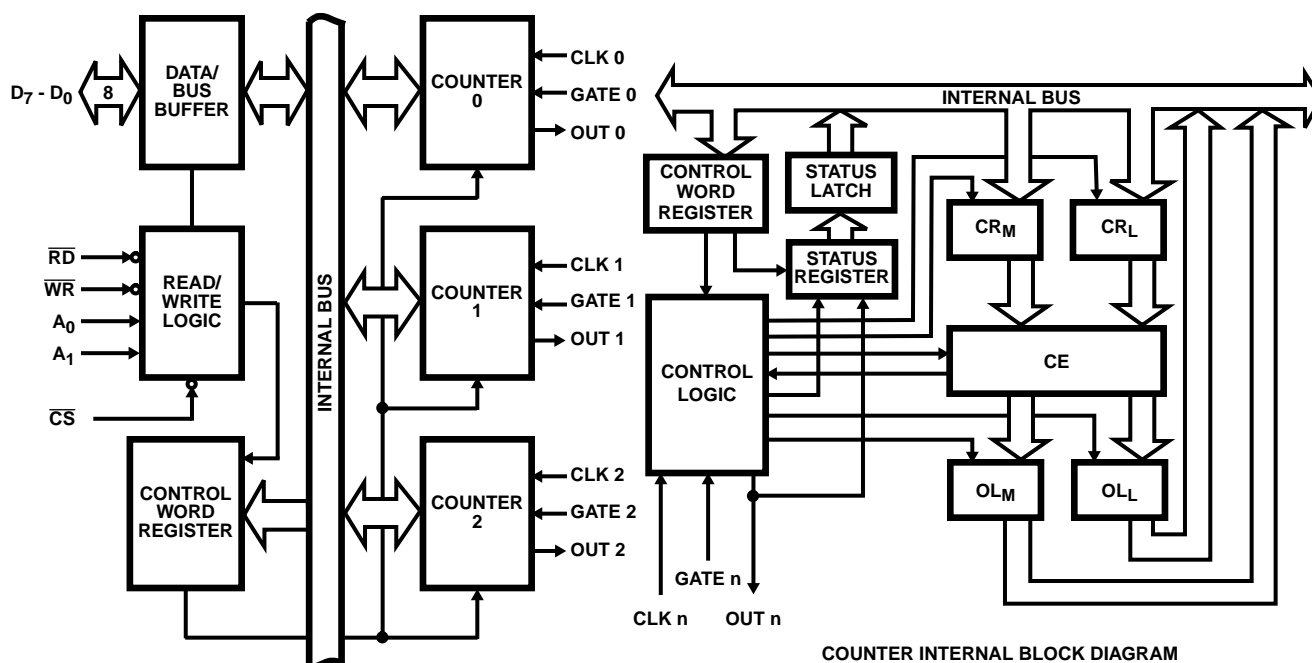 D7 - D0
8
DATA/
BUS
BUFFER
INTERNAL BUS
COUNTER
0
CLK 0
GATE 0
OUT 0
RD
WR
A0
A1
CS
READ/
WRITE
LOGIC
COUNTER
1
CLK 1
GATE 1
OUT 1
CONTROL
WORD
REGISTER
COUNTER
2
CLK 2
GATE 2
OUT 2
INTERNAL BUS
CONTROL
WORD
REGISTER
STATUS
LATCH
STATUS
REGISTER
CRM
CRL
CONTROL
LOGIC
CE
OLM
OLL
GATE n
CLK n
OUT n
COUNTER INTERNAL BLOCK DIAGRAM